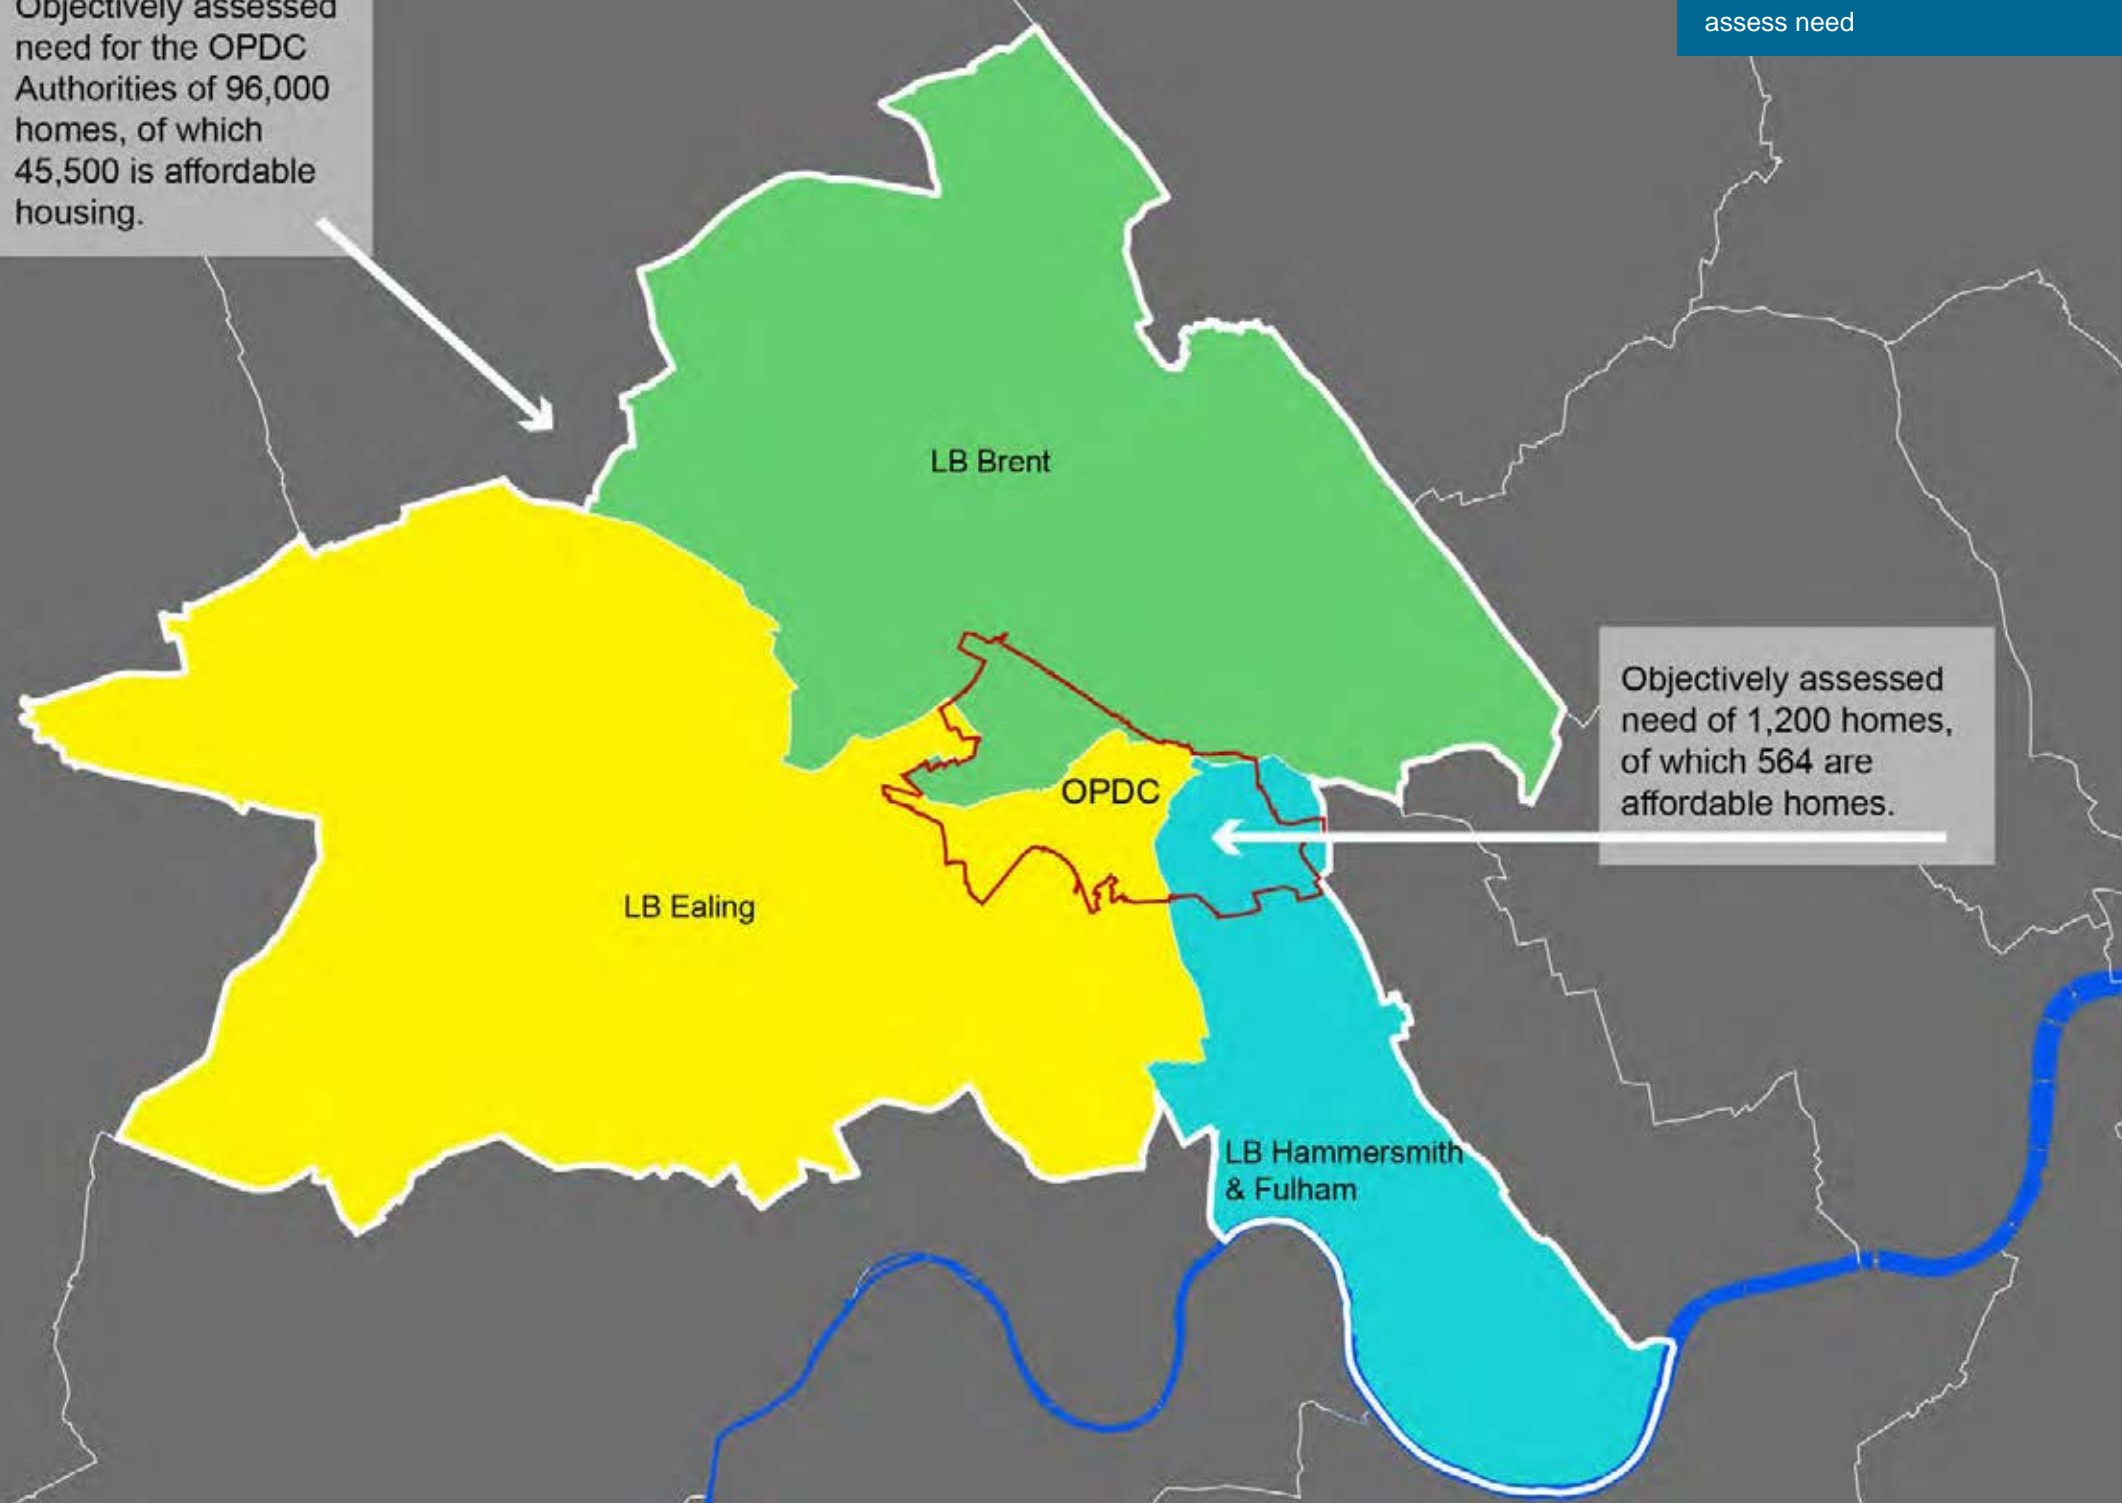 Objectively assessed
need for the OPDC
Authorities of 96,000
homes, of which
45,500 is affordable
housing.
assess need
LB Brent
Objectively assessed
need of 1,200 homes,
of which 564 are
affordable homes.
OPDC
LB Ealing
LB Hammersmith
& Fulham